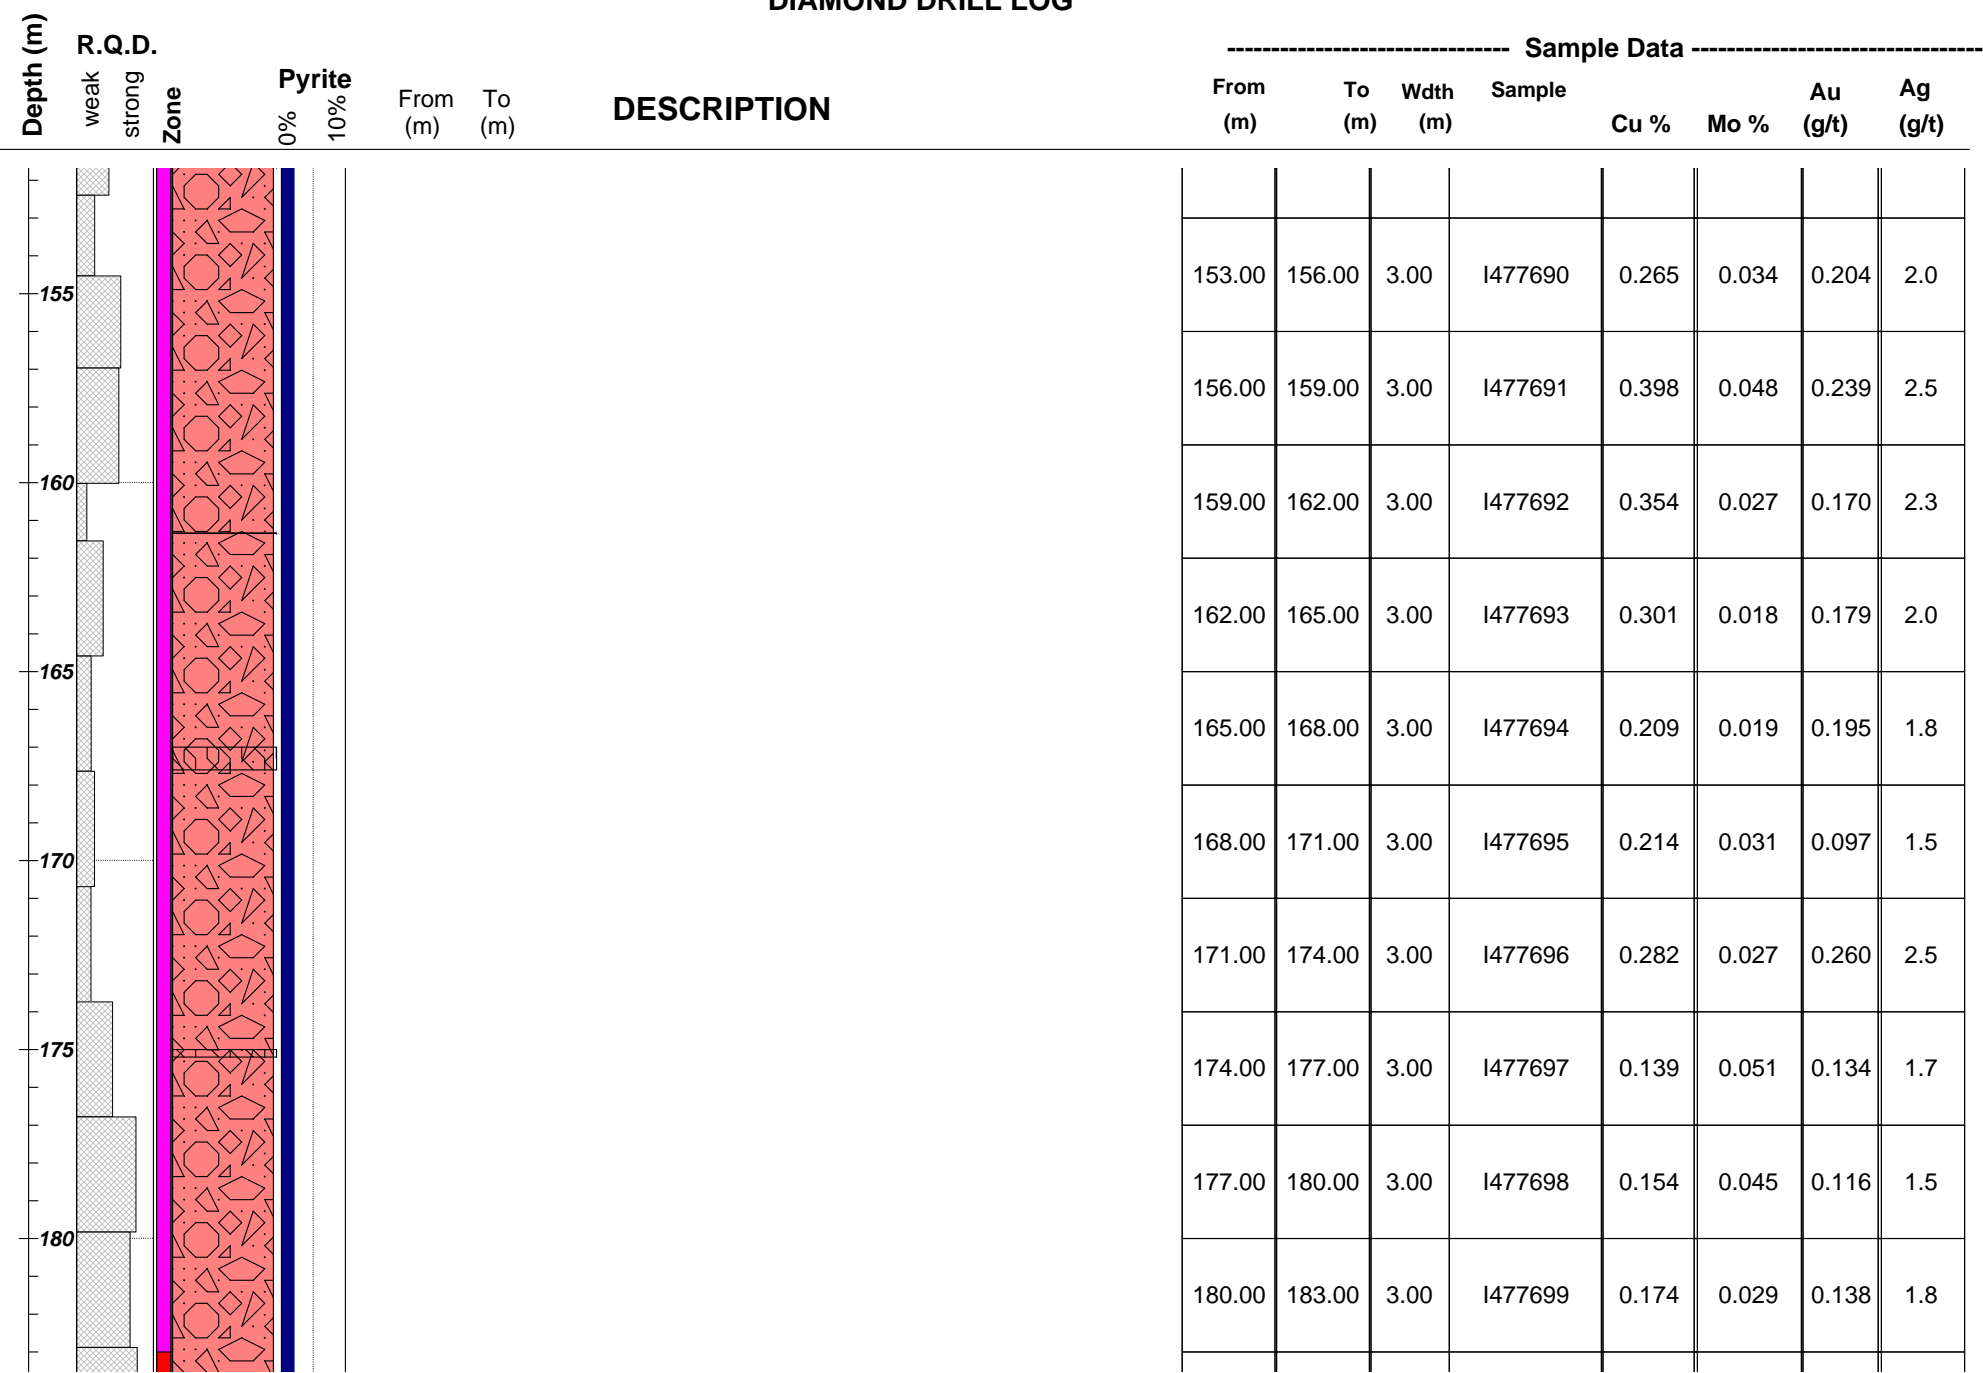 DIAMOND DRILL LOG
Depth (m)
R.Q.D.
weak
strong
Zone
Pyrite
0%
10%
From (m)
To (m)
DESCRIPTION
-------------------------------- Sample Data ---------------------------------
From (m) To (m) Wdth (m) Sample Cu % Mo % Au (g/t) Ag (g/t)
153.00 156.00 3.00 I477690 0.265 0.034 0.204 2.0
155
156.00 159.00 3.00 I477691 0.398 0.048 0.239 2.5
160
159.00 162.00 3.00 I477692 0.354 0.027 0.170 2.3
162.00 165.00 3.00 I477693 0.301 0.018 0.179 2.0
165
165.00 168.00 3.00 I477694 0.209 0.019 0.195 1.8
168.00 171.00 3.00 I477695 0.214 0.031 0.097 1.5
170
171.00 174.00 3.00 I477696 0.282 0.027 0.260 2.5
175
174.00 177.00 3.00 I477697 0.139 0.051 0.134 1.7
177.00 180.00 3.00 I477698 0.154 0.045 0.116 1.5
180
180.00 183.00 3.00 I477699 0.174 0.029 0.138 1.8